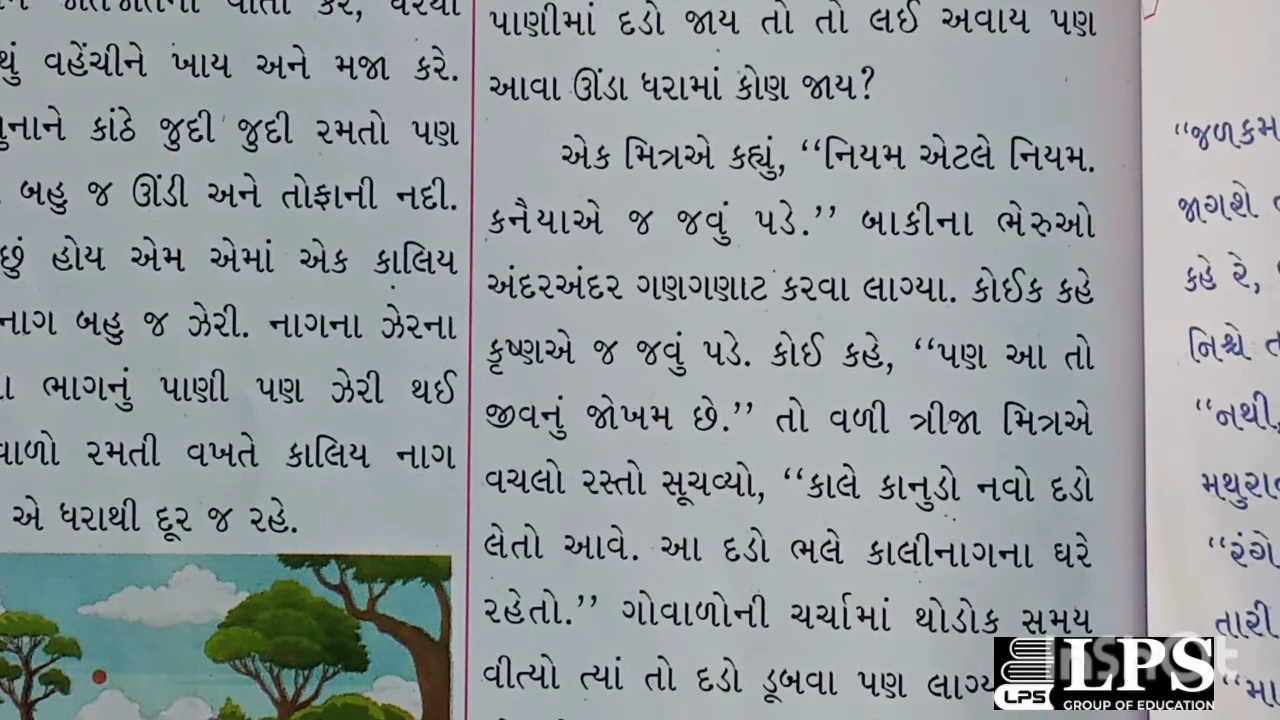 વહેંચીને ખાય અને મજા કરે.
કાંઠે જુદી જુદી રમતો પણ
બહુ જ ઊંડી અને તોફાની નદી.
હોય એમ એમાં એક કાલિય
નાગ બહુ જ ઝેરી. નાગના ઝેરના
ભાગનું પાણી પણ ઝેરી થઈ
રમતી વખતે કાલિય નાગ
એ ધરાથી દૂર જ રહે.
પાણીમાં દડો જાય તો તો લઈ અવાય પણ
આવા ઊંડા ધરામાં કોણ જાય?
એક મિત્રએ કહ્યું, “નિયમ એટલે નિયમ.
કનૈયાએ જ જવું પડે.” બાકીના ભેરુઓ
અંદરઅંદર ગણગણાટ કરવા લાગ્યા. કોઈક કહે
કૃષ્ણએ જ જવું પડે. કોઈ કહે, “પણ આ તો
જીવનું જોખમ છે.” તો વળી ત્રીજા મિત્રએ
વચલો રસ્તો સૂચવ્યો, “કાલે કાનુડો નવો દડો
લેતો આવે. આ દડો ભલે કાલીનાગના ઘરે
રહેતો.” ગોવાળોની ચર્ચામાં થોડોક સમય
વીત્યો ત્યાં તો દડો ડૂબવા પણ
“જળકમ
જાગશે
કહે રે,
નિશ્ચે
“નથી
“રંગે
તારી
“મા
LPS
LPS
GROUP OF EDUCATION